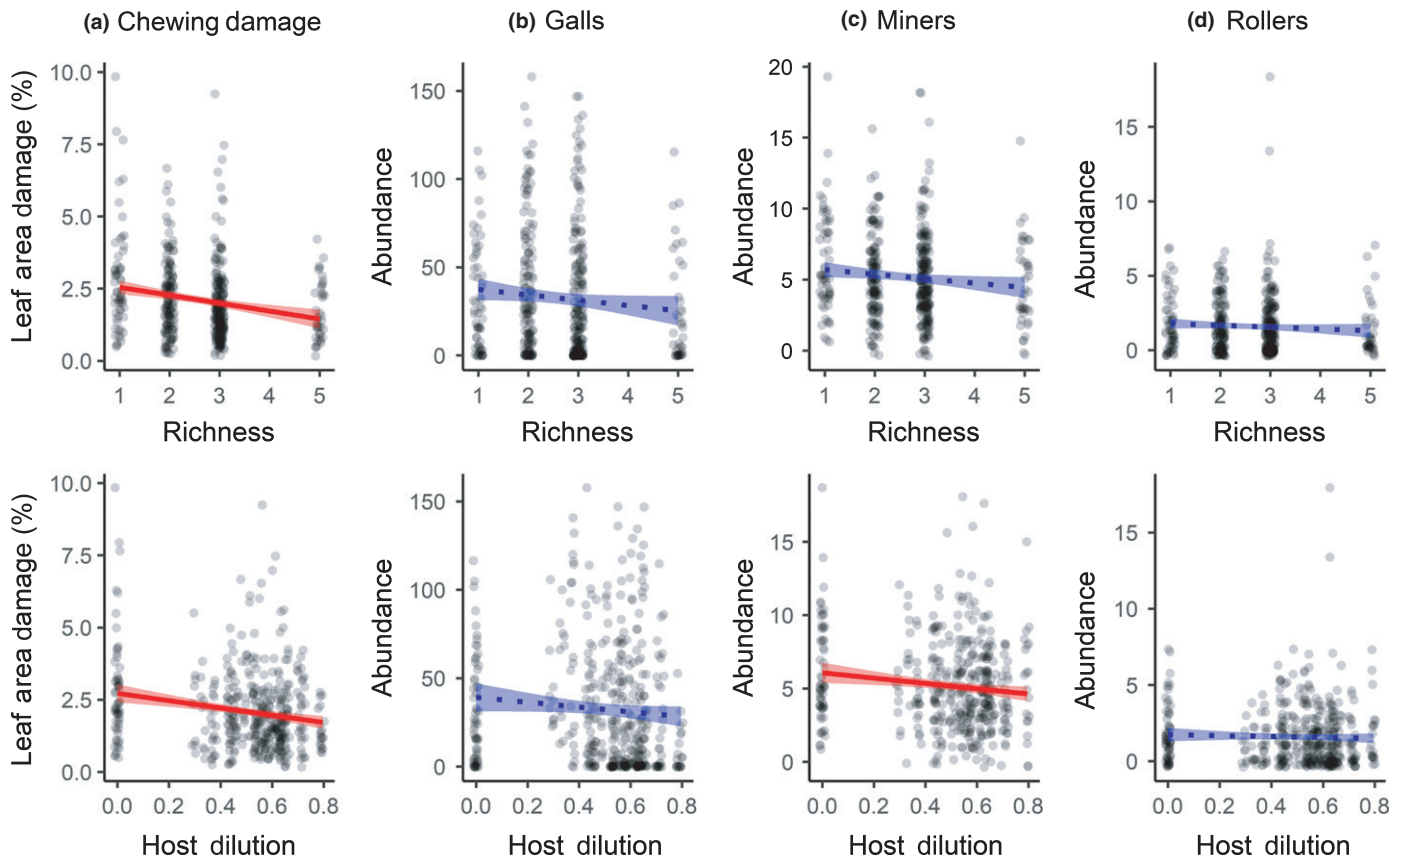 (a) Chewing damage
(b) Galls
(c) Miners
(d) Rollers
Leaf area damage (%)
10.0
7.5
5.0
2.5
0.0
1 2 3 4 5
Richness
Abundance
150
100
50
0
1 2 3 4 5
Richness
Abundance
20
15
10
5
0
1 2 3 4 5
Richness
Abundance
15
10
5
0
1 2 3 4 5
Richness
Leaf area damage (%)
10.0
7.5
5.0
2.5
0.0
0.0 0.2 0.4 0.6 0.8
Host dilution
Abundance
150
100
50
0
0.0 0.2 0.4 0.6 0.8
Host dilution
Abundance
15
10
5
0
0.0 0.2 0.4 0.6 0.8
Host dilution
Abundance
15
10
5
0
0.0 0.2 0.4 0.6 0.8
Host dilution